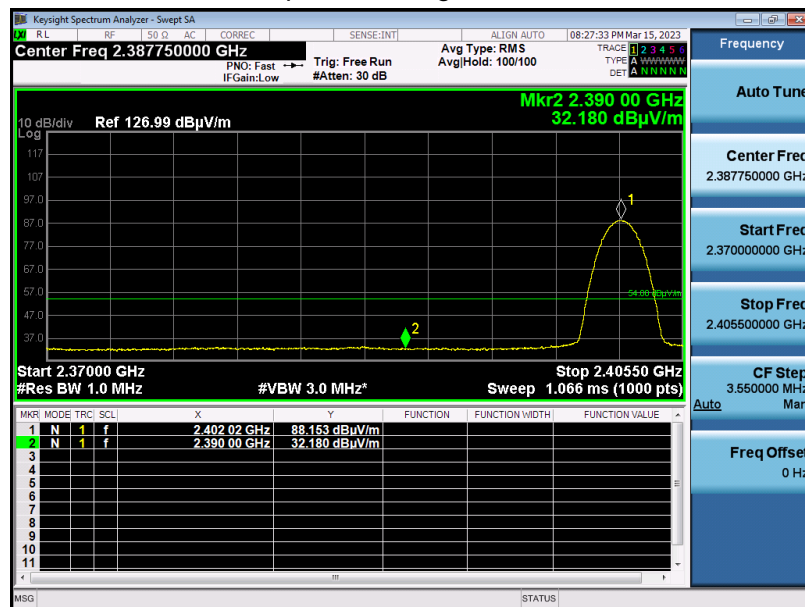 Keysight Spectrum Analyzer - Swept SA
LXI RL RF 50 Ω AC CORREC SENSE:INT ALIGN AUTO 08:27:33 PM Mar 15, 2023
Center Freq 2.387750000 GHz
PNO: Fast
IFGain:Low
Trig: Free Run
#Atten: 30 dB
Avg Type: RMS
Avg|Hold: 100/100
TRACE 1 2 3 4 5 6
TYPE A WWWWW
DET A N N N N N
Mkr2 2.390 00 GHz
32.180 dBµV/m
10 dB/div Ref 126.99 dBµV/m
Log
117
107
97.0
87.0
77.0
67.0
57.0
47.0
37.0
1
54.00 dBµV/m
2
Start 2.37000 GHz Stop 2.40550 GHz
#Res BW 1.0 MHz #VBW 3.0 MHz* Sweep 1.066 ms (1000 pts)
MKR MODE TRC SCL X Y FUNCTION FUNCTION WIDTH FUNCTION VALUE
1 N 1 f 2.402 02 GHz 88.153 dBµV/m
2 N 1 f 2.390 00 GHz 32.180 dBµV/m
3
4
5
6
7
8
9
10
11
MSG STATUS
Frequency
Auto Tune
Center Freq
2.387750000 GHz
Start Freq
2.370000000 GHz
Stop Freq
2.405500000 GHz
CF Step
3.550000 MHz
Auto Man
Freq Offset
0 Hz